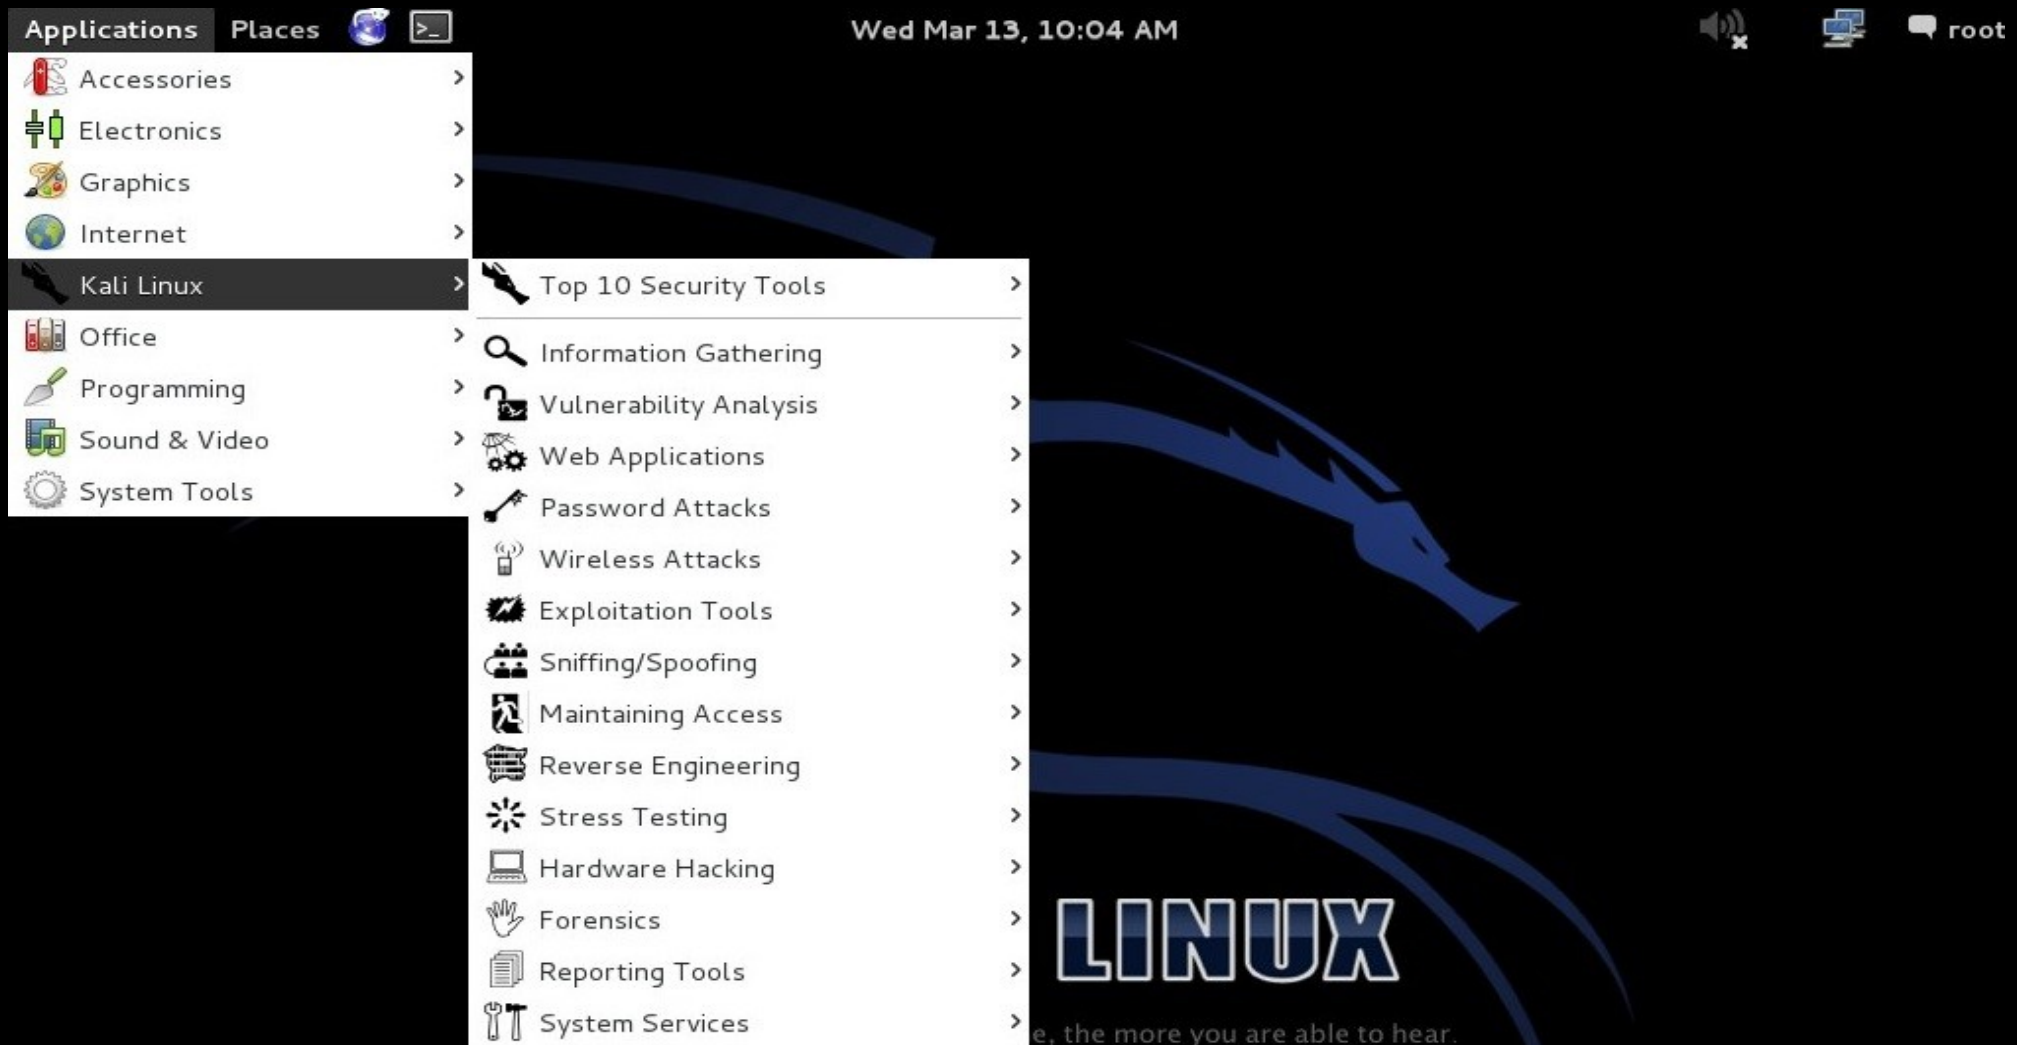 Applications Places Wed Mar 13, 10:04 AM root
Accessories
Electronics
Graphics
Internet
Kali Linux
Office
Programming
Sound & Video
System Tools
Top 10 Security Tools
Information Gathering
Vulnerability Analysis
Web Applications
Password Attacks
Wireless Attacks
Exploitation Tools
Sniffing/Spoofing
Maintaining Access
Reverse Engineering
Stress Testing
Hardware Hacking
Forensics
Reporting Tools
System Services
LINUX
e, the more you are able to hear.